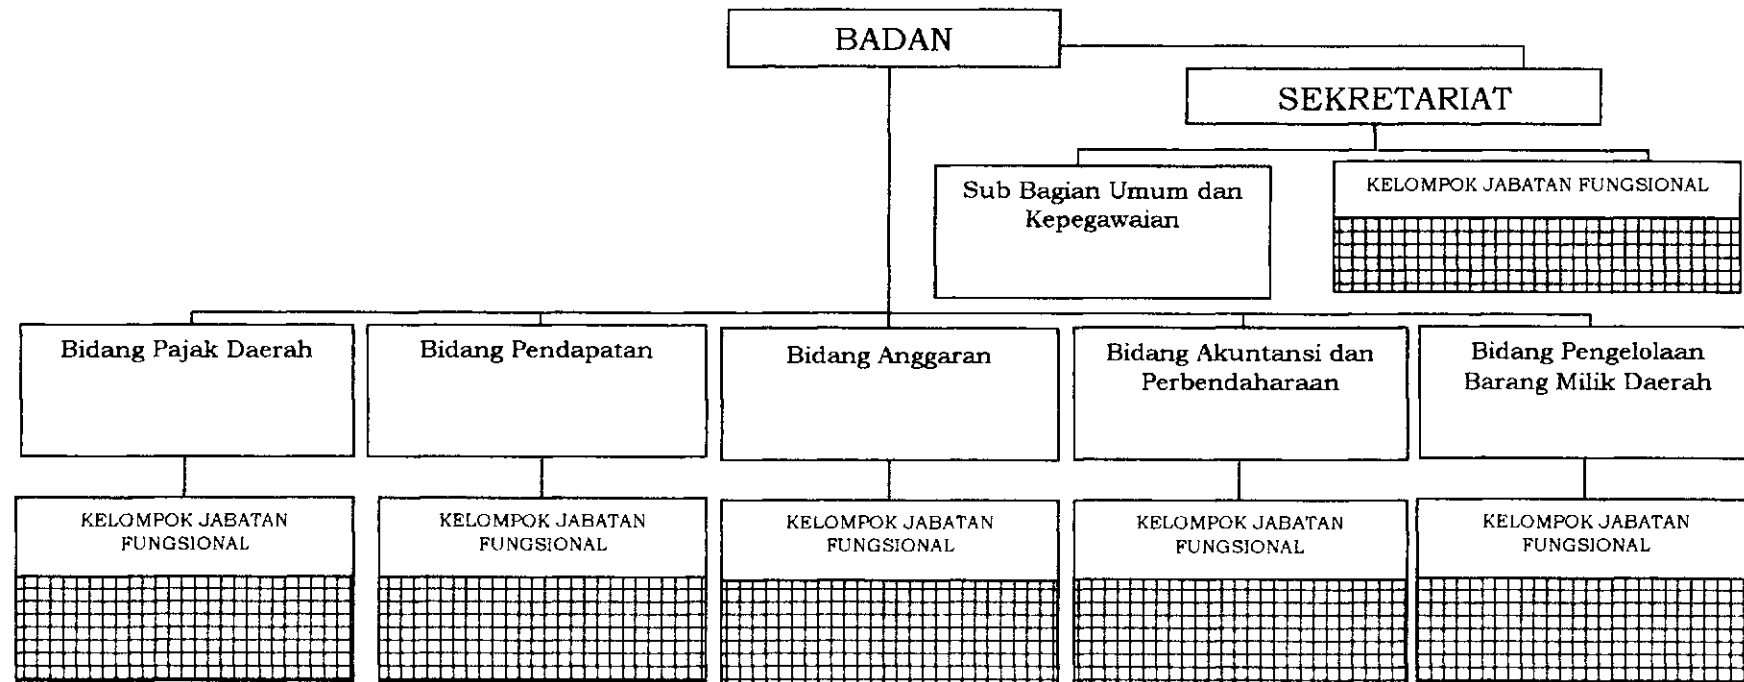 BADAN
SEKRETARIAT
Sub Bagian Umum dan
Kepegawaian
KELOMPOK JABATAN FUNGSIONAL
Bidang Pajak Daerah
Bidang Pendapatan
Bidang Anggaran
Bidang Akuntansi dan
Perbendaharaan
Bidang Pengelolaan
Barang Milik Daerah
KELOMPOK JABATAN
FUNGSIONAL
KELOMPOK JABATAN
FUNGSIONAL
KELOMPOK JABATAN
FUNGSIONAL
KELOMPOK JABATAN
FUNGSIONAL
KELOMPOK JABATAN
FUNGSIONAL